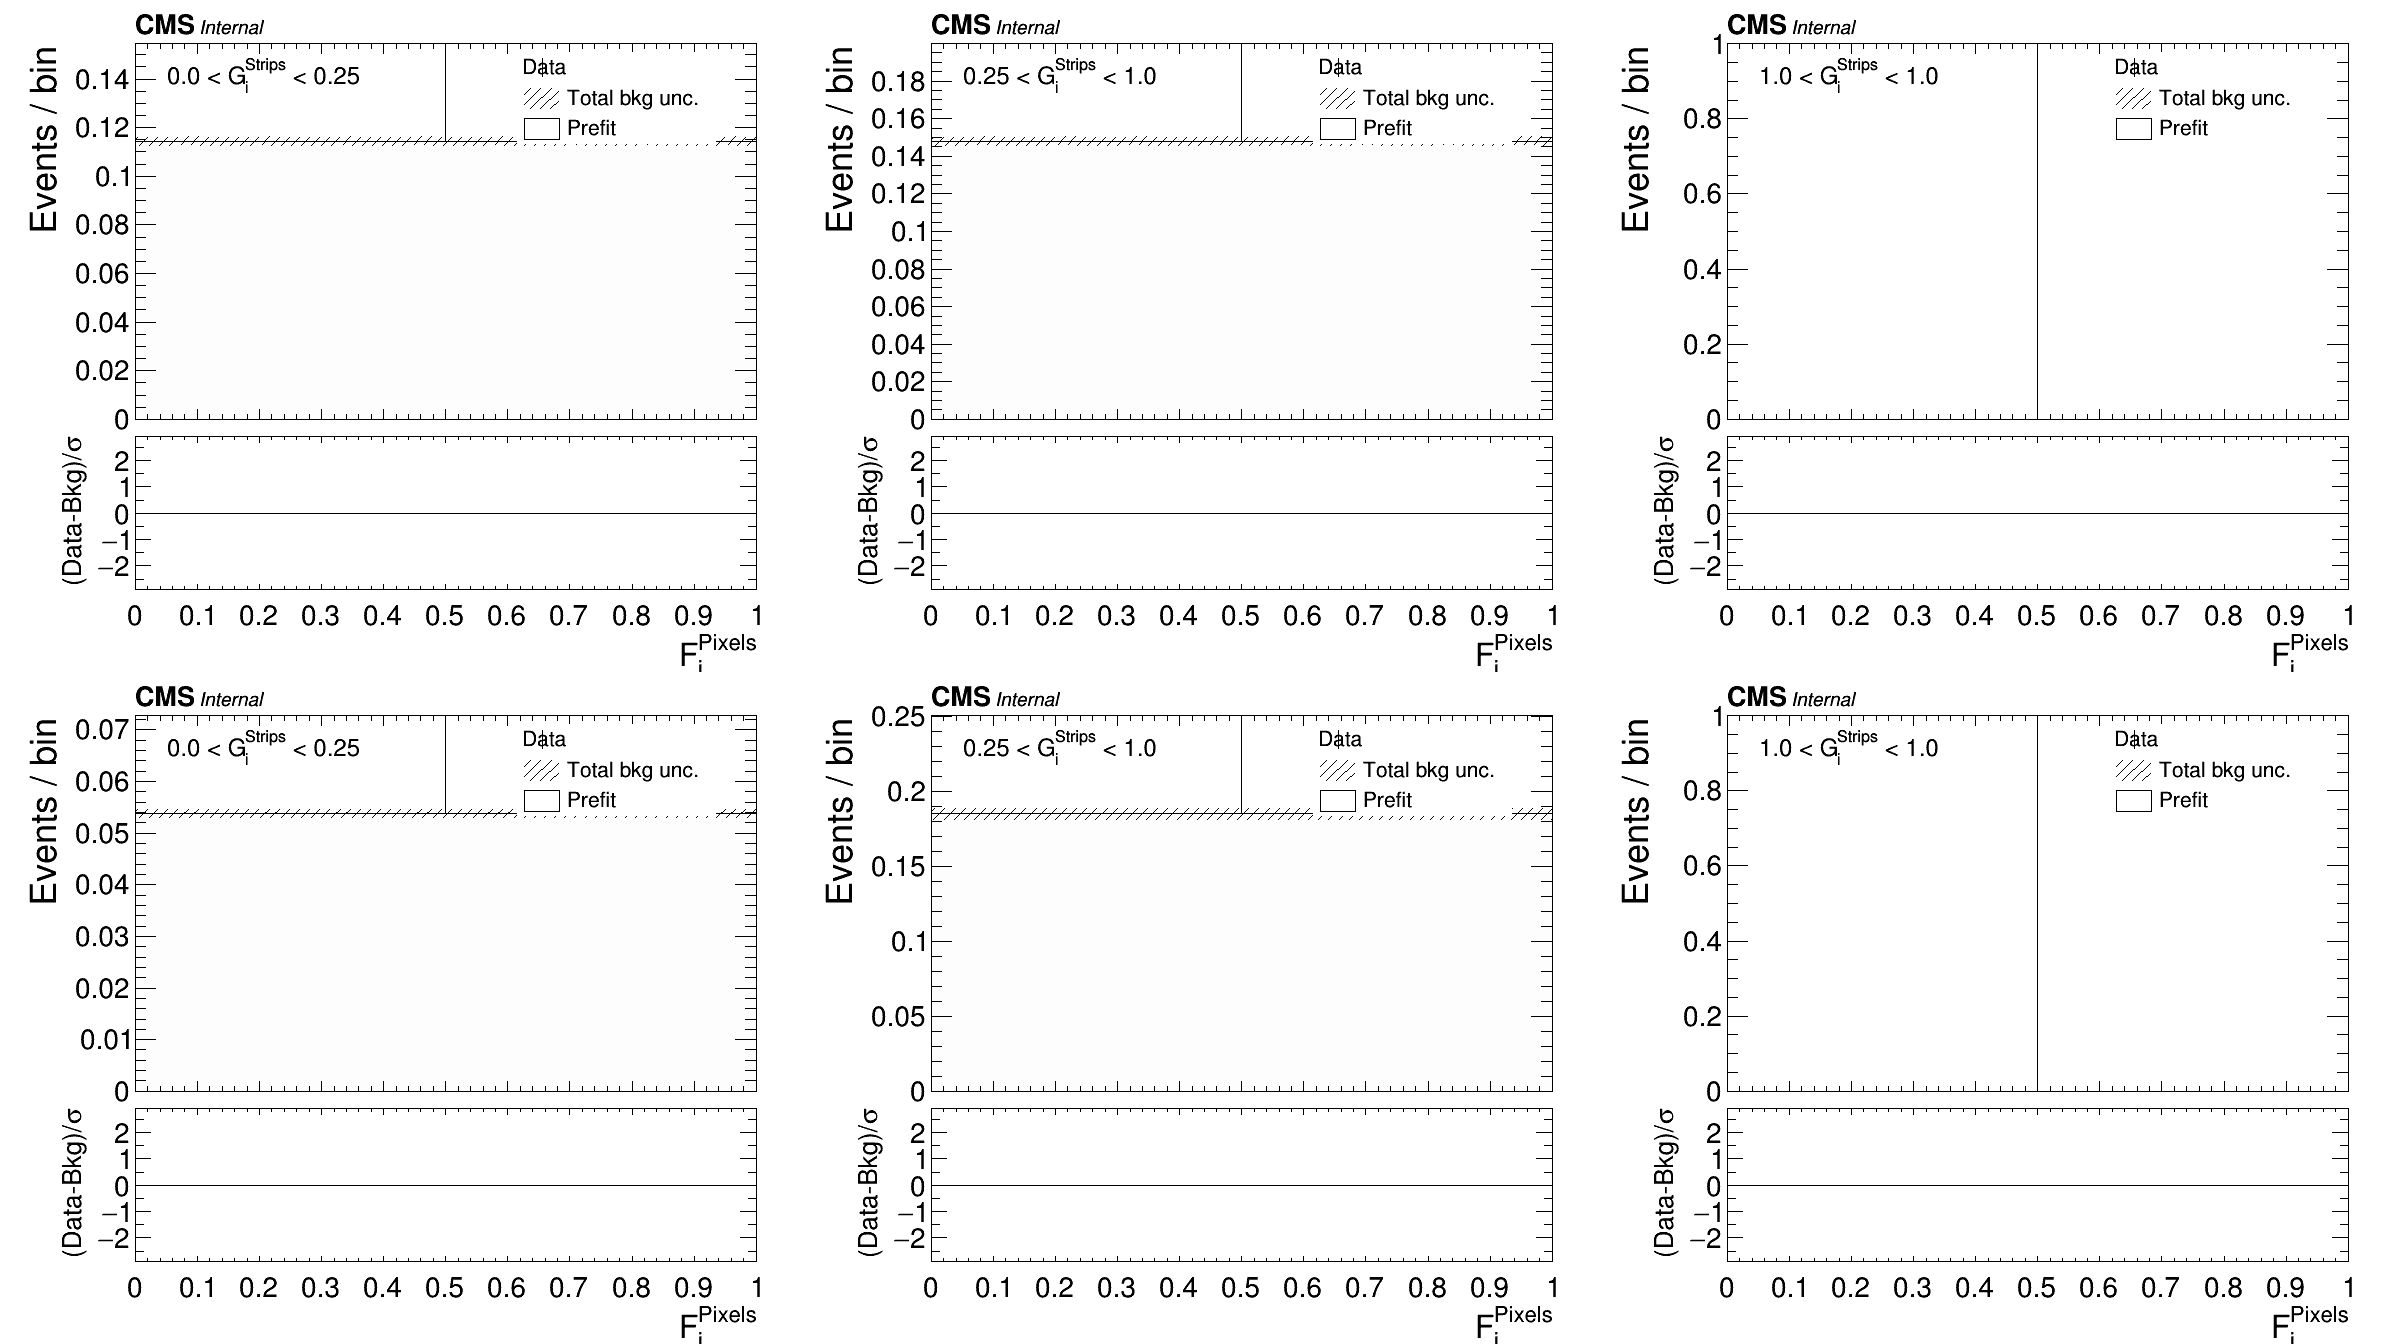 CMS Internal
Events / bin
0.0 < G_i^Strips < 0.25
Data
Total bkg unc.
Prefit
0.14
0.12
0.1
0.08
0.06
0.04
0.02
0
(Data-Bkg)/σ
2
1
0
−1
−2
0 0.1 0.2 0.3 0.4 0.5 0.6 0.7 0.8 0.9 1
F_i^Pixels
CMS Internal
Events / bin
0.25 < G_i^Strips < 1.0
Data
Total bkg unc.
Prefit
0.18
0.16
0.14
0.12
0.1
0.08
0.06
0.04
0.02
0
(Data-Bkg)/σ
2
1
0
−1
−2
0 0.1 0.2 0.3 0.4 0.5 0.6 0.7 0.8 0.9 1
F_i^Pixels
CMS Internal
Events / bin
1.0 < G_i^Strips < 1.0
Data
Total bkg unc.
Prefit
1
0.8
0.6
0.4
0.2
0
(Data-Bkg)/σ
2
1
0
−1
−2
0 0.1 0.2 0.3 0.4 0.5 0.6 0.7 0.8 0.9 1
F_i^Pixels
CMS Internal
Events / bin
0.0 < G_i^Strips < 0.25
Data
Total bkg unc.
Prefit
0.07
0.06
0.05
0.04
0.03
0.02
0.01
0
(Data-Bkg)/σ
2
1
0
−1
−2
0 0.1 0.2 0.3 0.4 0.5 0.6 0.7 0.8 0.9 1
F_i^Pixels
CMS Internal
Events / bin
0.25 < G_i^Strips < 1.0
Data
Total bkg unc.
Prefit
0.25
0.2
0.15
0.1
0.05
0
(Data-Bkg)/σ
2
1
0
−1
−2
0 0.1 0.2 0.3 0.4 0.5 0.6 0.7 0.8 0.9 1
F_i^Pixels
CMS Internal
Events / bin
1.0 < G_i^Strips < 1.0
Data
Total bkg unc.
Prefit
1
0.8
0.6
0.4
0.2
0
(Data-Bkg)/σ
2
1
0
−1
−2
0 0.1 0.2 0.3 0.4 0.5 0.6 0.7 0.8 0.9 1
F_i^Pixels